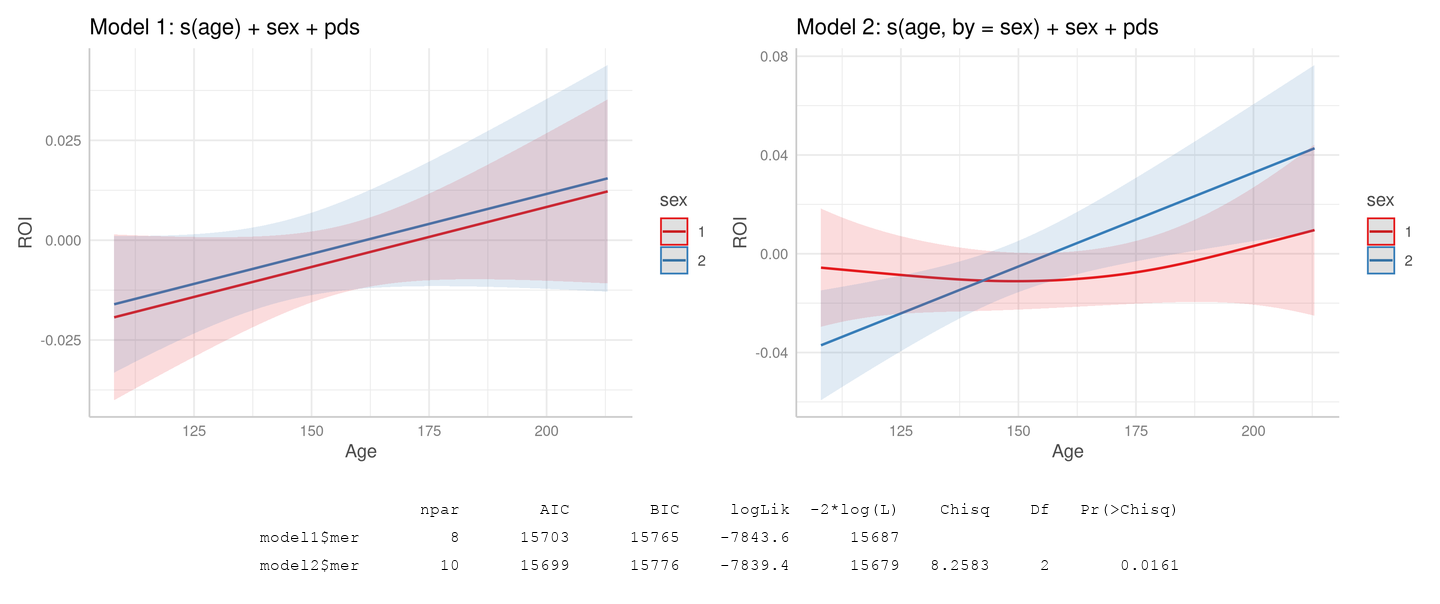 Model 1: s(age) + sex + pds
0.025
0.000
-0.025
ROI
125 150 175 200
Age
sex
1
2
Model 2: s(age, by = sex) + sex + pds
0.08
0.04
0.00
-0.04
ROI
125 150 175 200
Age
sex
1
2
npar AIC BIC logLik -2*log(L) Chisq Df Pr(>Chisq)
model1$mer 8 15703 15765 -7843.6 15687
model2$mer 10 15699 15776 -7839.4 15679 8.2583 2 0.0161